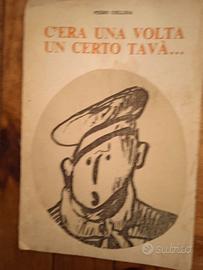 C'ERA UNA VOLTA
UN CERTO TAVÀ...
Subito